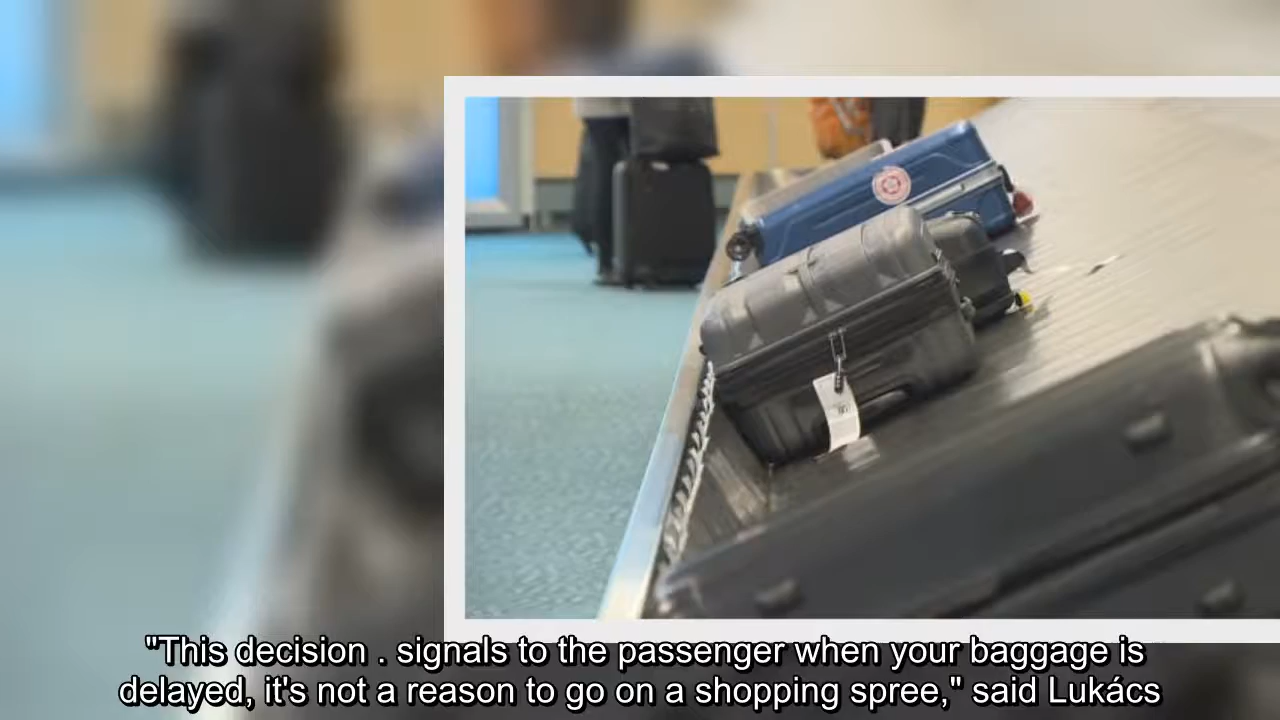 "This decision . signals to the passenger when your baggage is
delayed, it's not a reason to go on a shopping spree," said Lukács